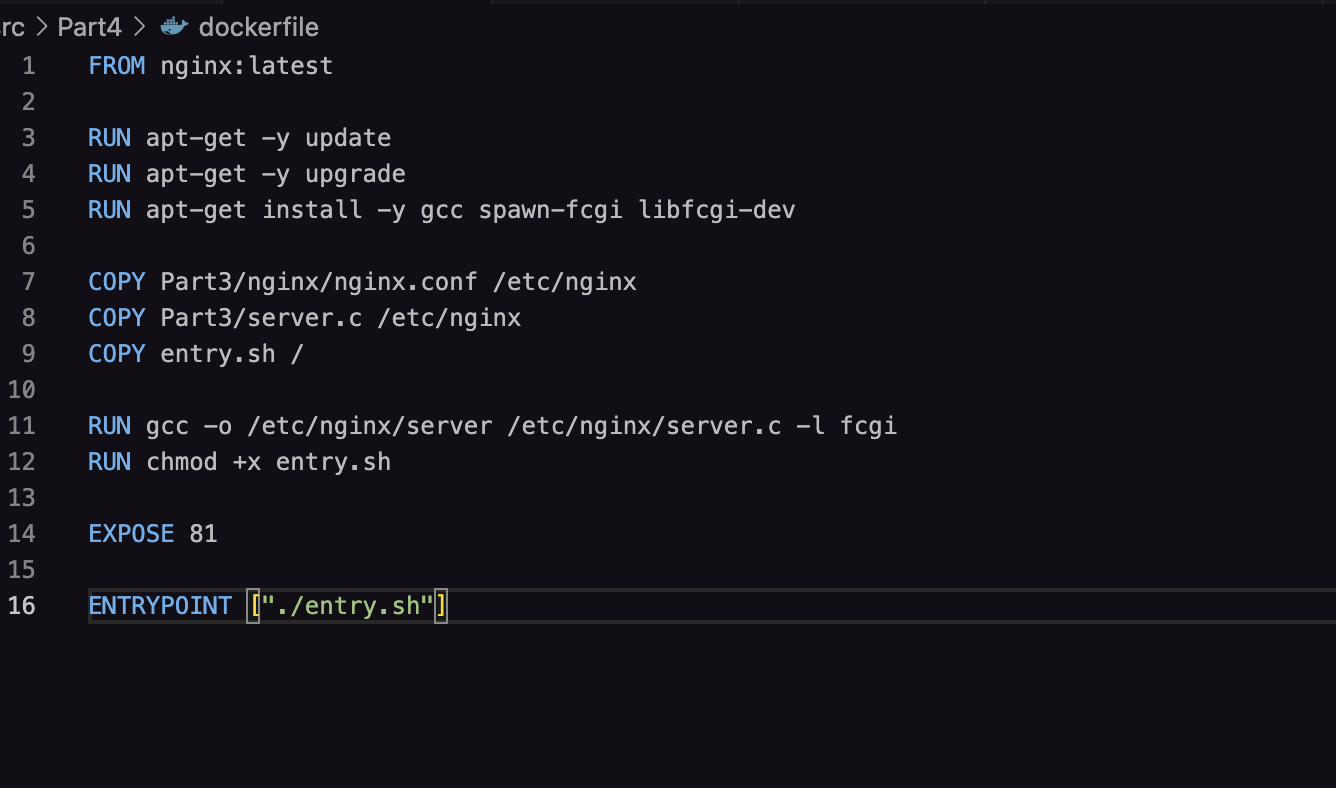 rc > Part4 > dockerfile
1 FROM nginx:latest
2
3 RUN apt-get -y update
4 RUN apt-get -y upgrade
5 RUN apt-get install -y gcc spawn-fcgi libfcgi-dev
6
7 COPY Part3/nginx/nginx.conf /etc/nginx
8 COPY Part3/server.c /etc/nginx
9 COPY entry.sh /
10
11 RUN gcc -o /etc/nginx/server /etc/nginx/server.c -l fcgi
12 RUN chmod +x entry.sh
13
14 EXPOSE 81
15
16 ENTRYPOINT ["./entry.sh"]